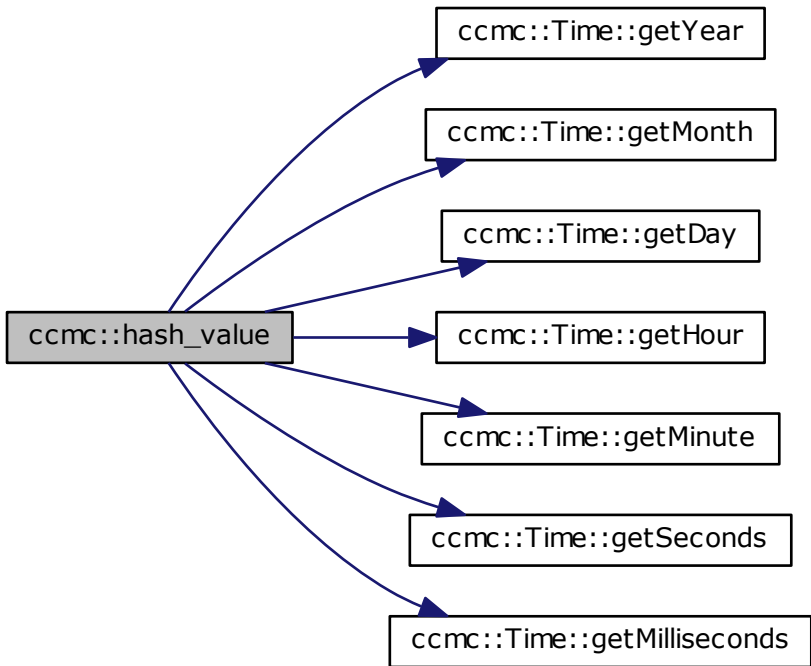 ccmc::Time::getYear
ccmc::Time::getMonth
ccmc::Time::getDay
ccmc::hash_value
ccmc::Time::getHour
ccmc::Time::getMinute
ccmc::Time::getSeconds
ccmc::Time::getMilliseconds